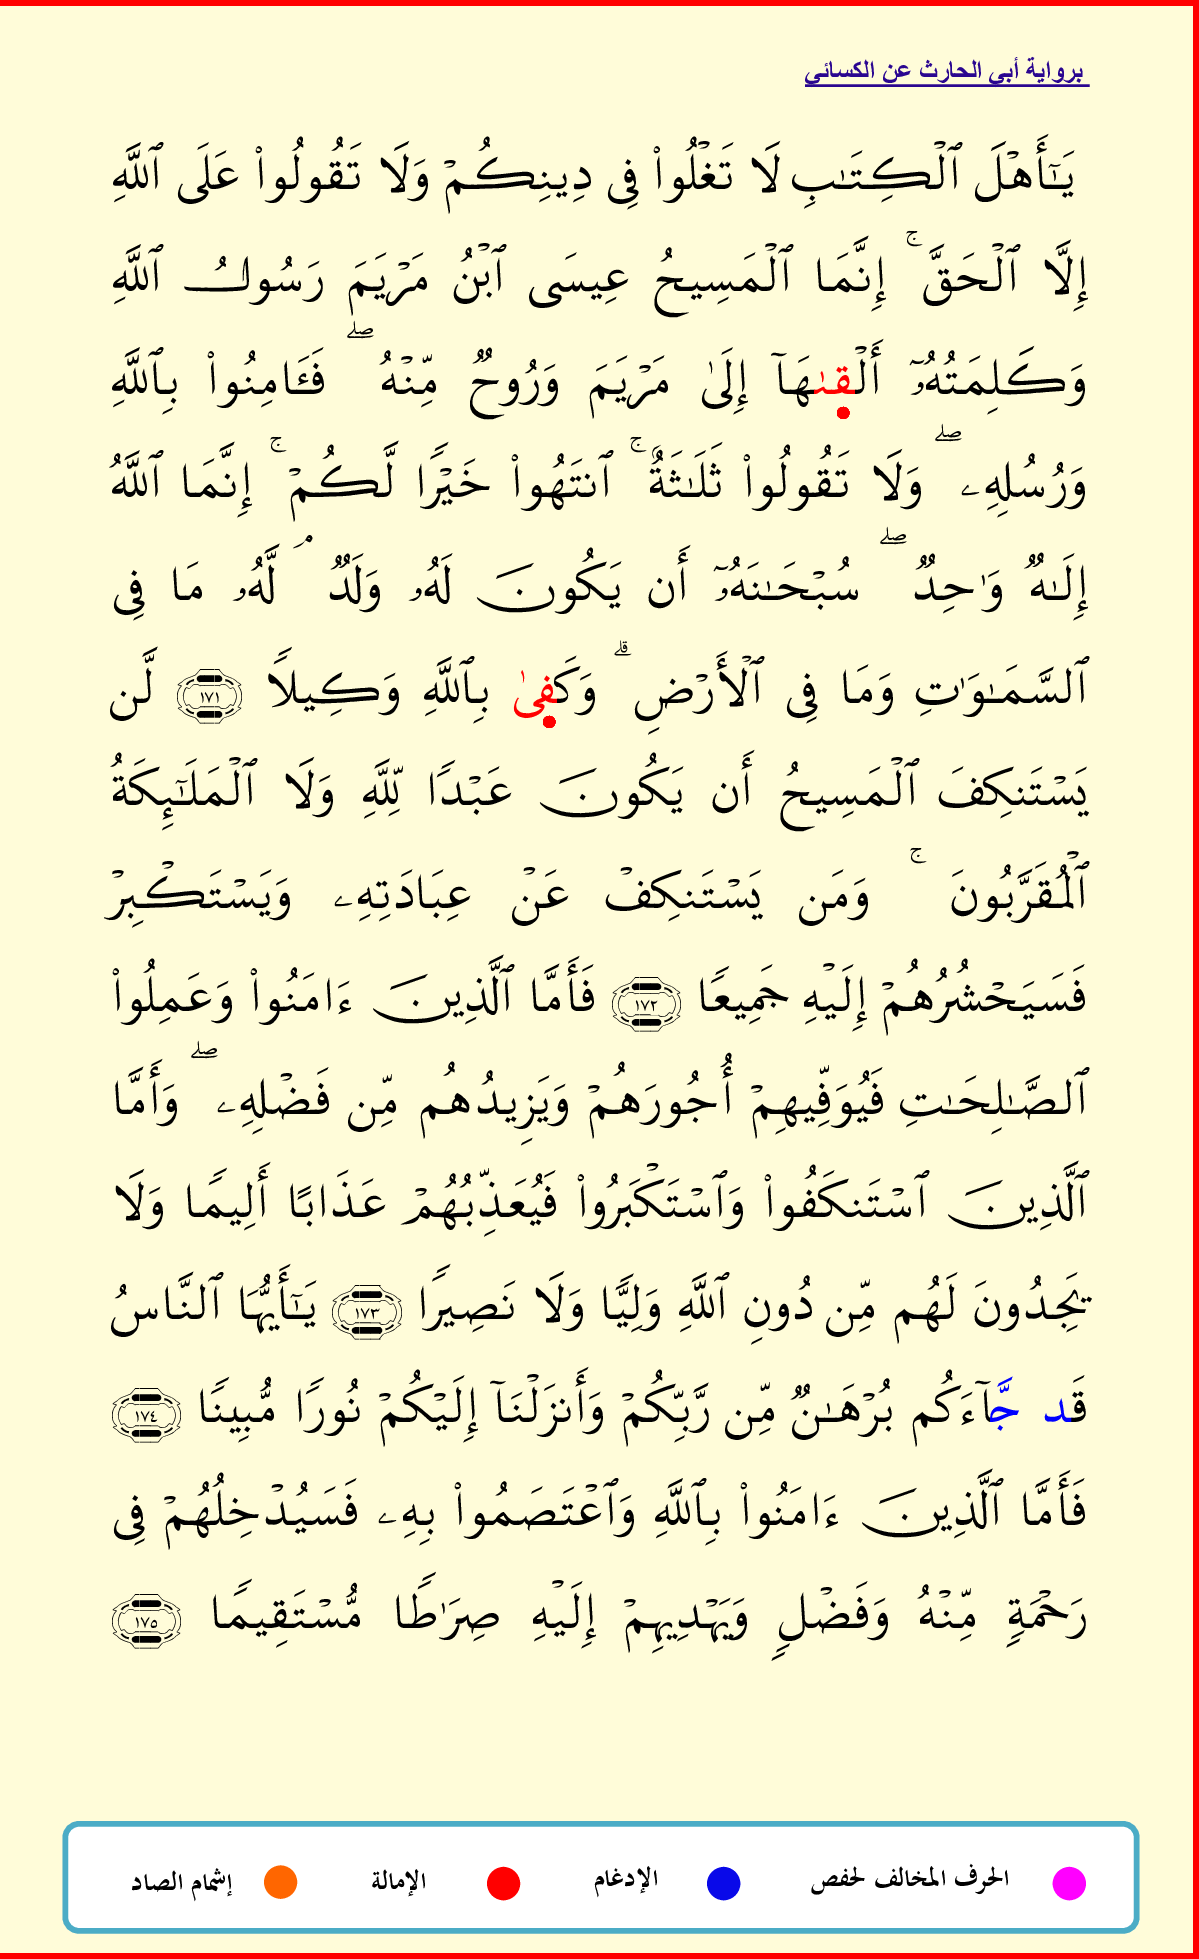 برواية أبي الحارث عن الكسائي
يَـٰٓأَهۡلَ ٱلۡكِتَـٰبِ لَا تَغۡلُواْ فِي دِينِكُمۡ وَلَا تَقُولُواْ عَلَى ٱللَّهِ
إِلَّا ٱلۡحَقَّۚ إِنَّمَا ٱلۡمَسِيحُ عِيسَى ٱبۡنُ مَرۡيَمَ رَسُولُ ٱللَّهِ
وَكَلِمَتُهُۥٓ أَلۡقىٰهَآ إِلَىٰ مَرۡيَمَ وَرُوحٞ مِّنۡهُۖ فَـَٔامِنُواْ بِٱللَّهِ
وَرُسُلِهِۦۖ وَلَا تَقُولُواْ ثَلَـٰثَةٌۚ ٱنتَهُواْ خَيۡرٗا لَّكُمۡۚ إِنَّمَا ٱللَّهُ
إِلَـٰهٞ وَٰحِدٞۖ سُبۡحَـٰنَهُۥٓ أَن يَكُونَ لَهُۥ وَلَدٞۘ لَّهُۥ مَا فِي
ٱلسَّمَـٰوَٰتِ وَمَا فِي ٱلۡأَرۡضِۗ وَكَفىٰ بِٱللَّهِ وَكِيلٗا ١٧١ لَّن
يَسۡتَنكِفَ ٱلۡمَسِيحُ أَن يَكُونَ عَبۡدٗا لِّلَّهِ وَلَا ٱلۡمَلَـٰٓئِكَةُ
ٱلۡمُقَرَّبُونَۚ وَمَن يَسۡتَنكِفۡ عَنۡ عِبَادَتِهِۦ وَيَسۡتَكۡبِرۡ
فَسَيَحۡشُرُهُمۡ إِلَيۡهِ جَمِيعٗا ١٧٢ فَأَمَّا ٱلَّذِينَ ءَامَنُواْ وَعَمِلُواْ
ٱلصَّـٰلِحَـٰتِ فَيُوَفِّيهِمۡ أُجُورَهُمۡ وَيَزِيدُهُم مِّن فَضۡلِهِۦۖ وَأَمَّا
ٱلَّذِينَ ٱسۡتَنكَفُواْ وَٱسۡتَكۡبَرُواْ فَيُعَذِّبُهُمۡ عَذَابًا أَلِيمٗا وَلَا
يَجِدُونَ لَهُم مِّن دُونِ ٱللَّهِ وَلِيّٗا وَلَا نَصِيرٗا ١٧٣ يَـٰٓأَيُّهَا ٱلنَّاسُ
قَد جَّآءَكُم بُرۡهَـٰنٞ مِّن رَّبِّكُمۡ وَأَنزَلۡنَآ إِلَيۡكُمۡ نُورٗا مُّبِينٗا ١٧٤
فَأَمَّا ٱلَّذِينَ ءَامَنُواْ بِٱللَّهِ وَٱعۡتَصَمُواْ بِهِۦ فَسَيُدۡخِلُهُمۡ فِي
رَحۡمَةٖ مِّنۡهُ وَفَضۡلٖ وَيَهۡدِيهِمۡ إِلَيۡهِ صِرَٰطٗا مُّسۡتَقِيمٗا ١٧٥
الحرف المخالف لحفص الإدغام الإمالة إشمام الصاد